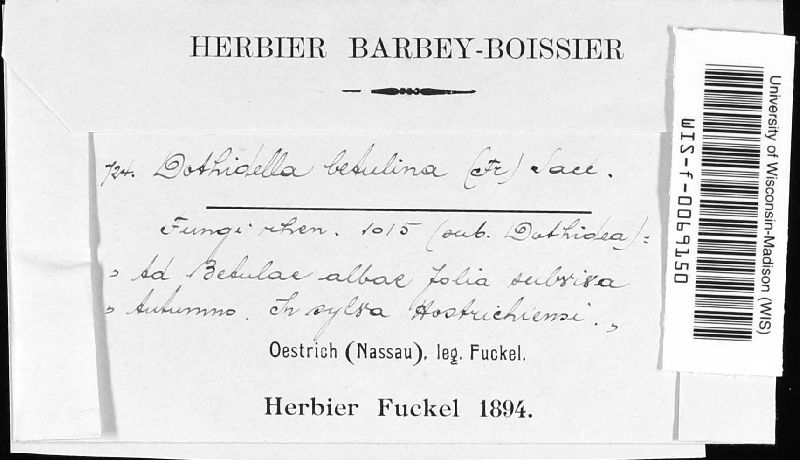 HERBIER BARBEY-BOISSIER
724. Dothidella betulina (Fr.) Sacc.
Fungi rhen. 1015 (sub. Dothidea) =
" Ad Betulae albae folia subviva
" Autumno. In sylva Hostrichiensi. "
Oestrich (Nassau), leg. Fuckel.
Herbier Fuckel 1894.
University of Wisconsin-Madison (WIS)
WIS-f-0069150